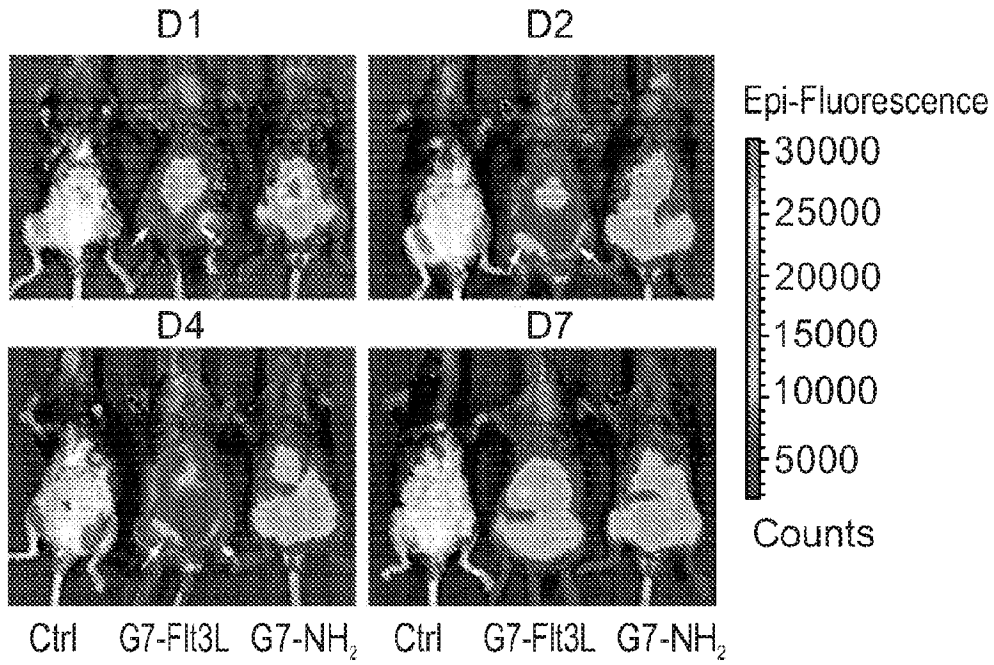 D1
D2
Epi-Fluorescence
30000
25000
20000
15000
10000
5000
Counts
D4
D7
Ctrl G7-Flt3L G7-NH₂ Ctrl G7-Flt3L G7-NH₂